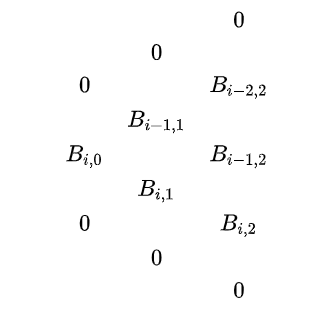 0
0
0 B_{i-2,2}
B_{i-1,1}
B_{i,0} B_{i-1,2}
B_{i,1}
0 B_{i,2}
0
0